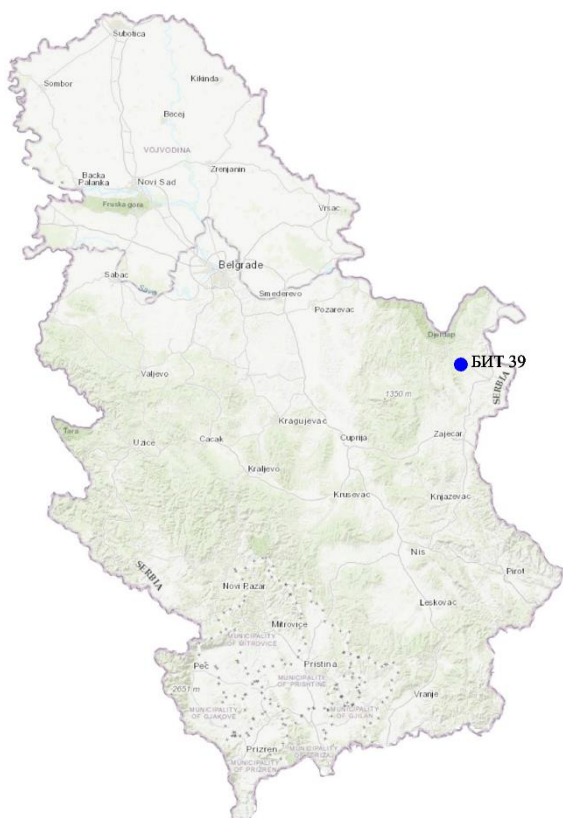 Subotica
Sombor
Kikinda
Becej
VOJVODINA
Backa
Palanka
Novi Sad
Zrenjanin
Fruska gora
Vrsac
Belgrade
Sabac
Sava
Smederevo
Pozarevac
Djerdap
БИТ 39
SERBIA
Valjevo
1350 m
Tara
Uzice
Cacak
Kragujevac
Cuprija
Zajecar
Kraljevo
Krusevac
Knjazevac
Nis
SERBIA
Pirot
Novi Pazar
Leskovac
Mitrovice
MUNICIPALITY
OF MITROVICE
Peć
Pristina
MUNICIPALITY
OF PRISHTINE
2651 m
Vranje
MUNICIPALITY
OF GJAKOVE
MUNICIPALITY
OF GJILAN
Prizren
MUNICIPALITY
OF PRIZREN
MUNICIPALITY